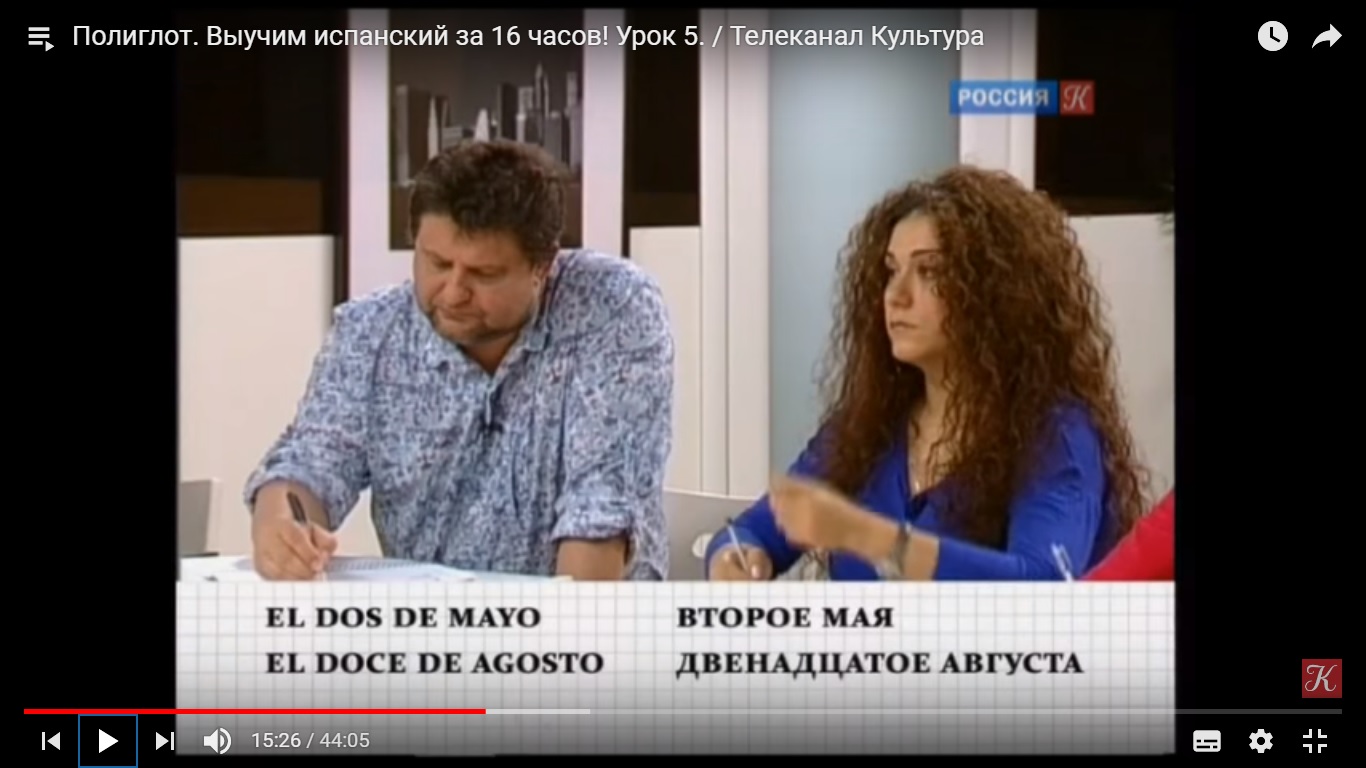 Полиглот. Выучим испанский за 16 часов! Урок 5. / Телеканал Культура
РОССИЯ К
EL DOS DE MAYO ВТОРОЕ МАЯ
EL DOCE DE AGOSTO ДВЕНАДЦАТОЕ АВГУСТА
К
15:26 / 44:05